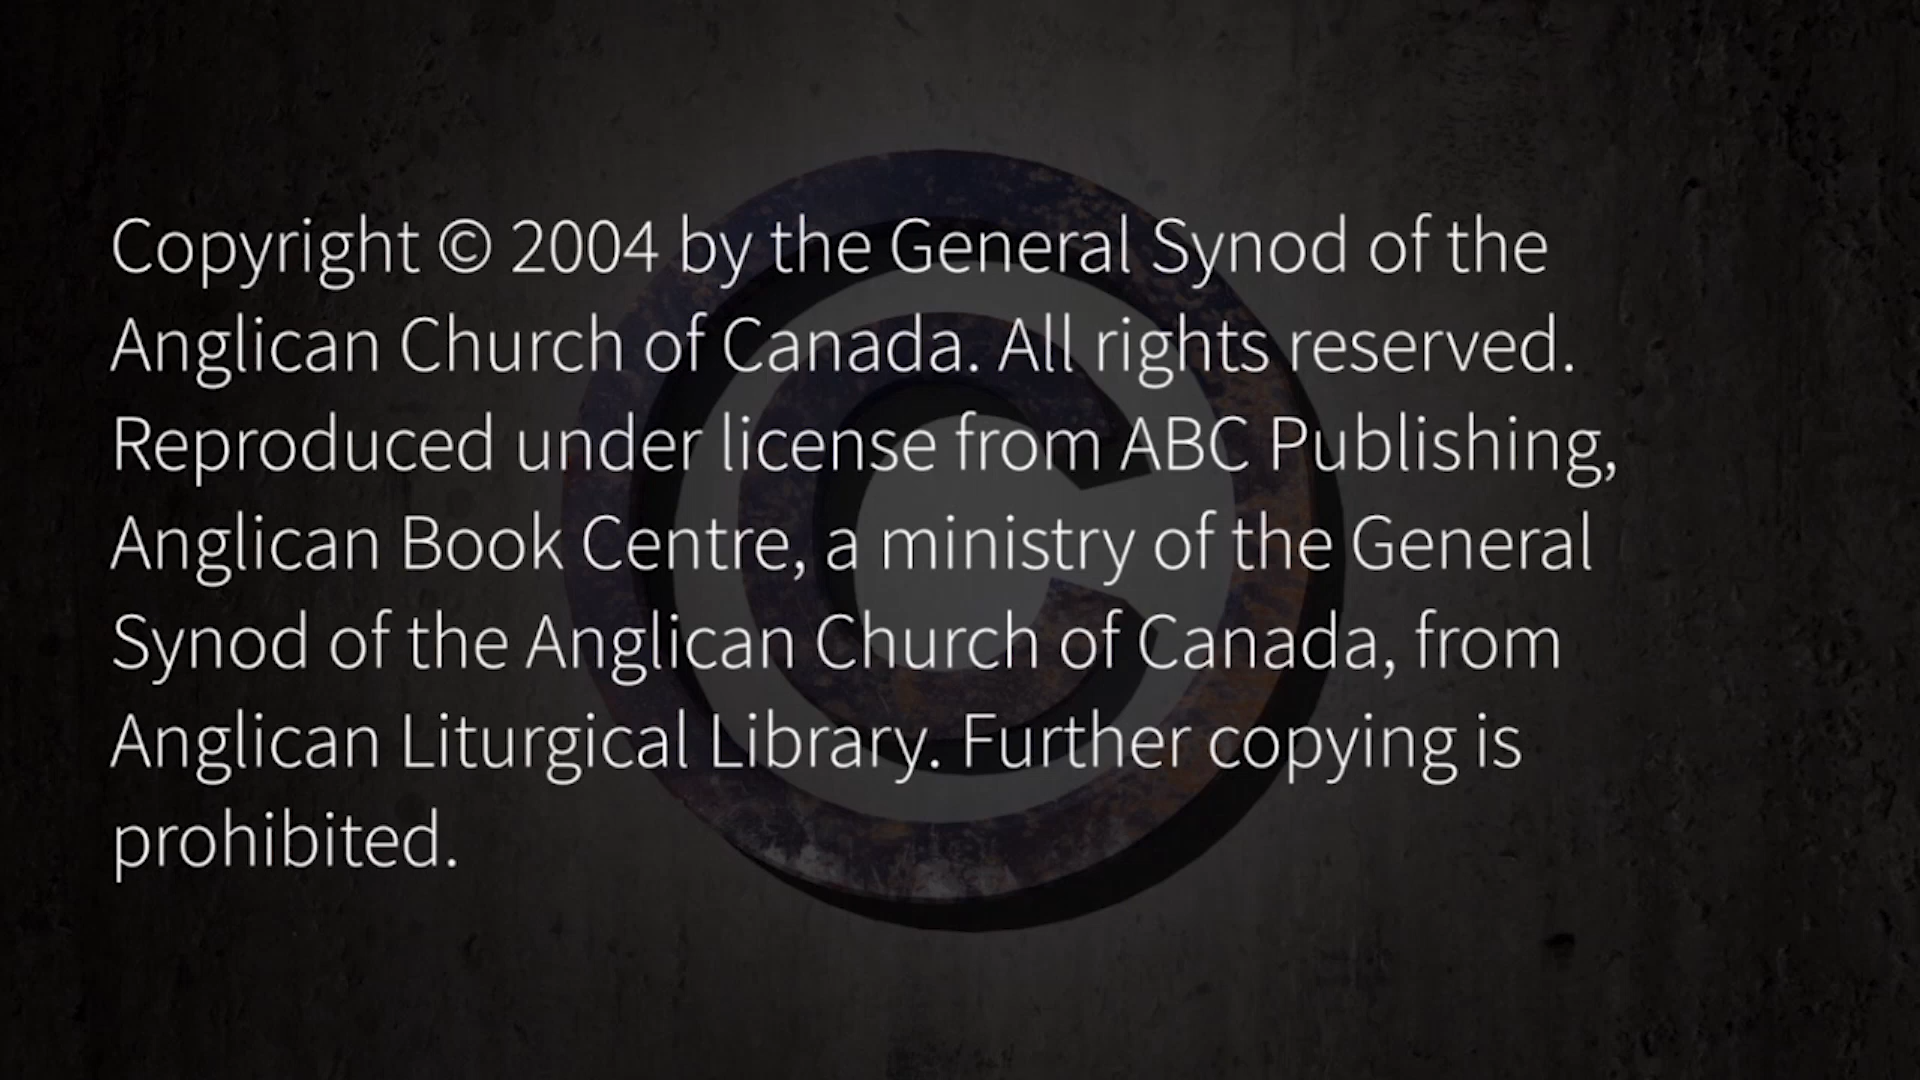 Copyright © 2004 by the General Synod of the
Anglican Church of Canada. All rights reserved.
Reproduced under license from ABC Publishing,
Anglican Book Centre, a ministry of the General
Synod of the Anglican Church of Canada, from
Anglican Liturgical Library. Further copying is
prohibited.